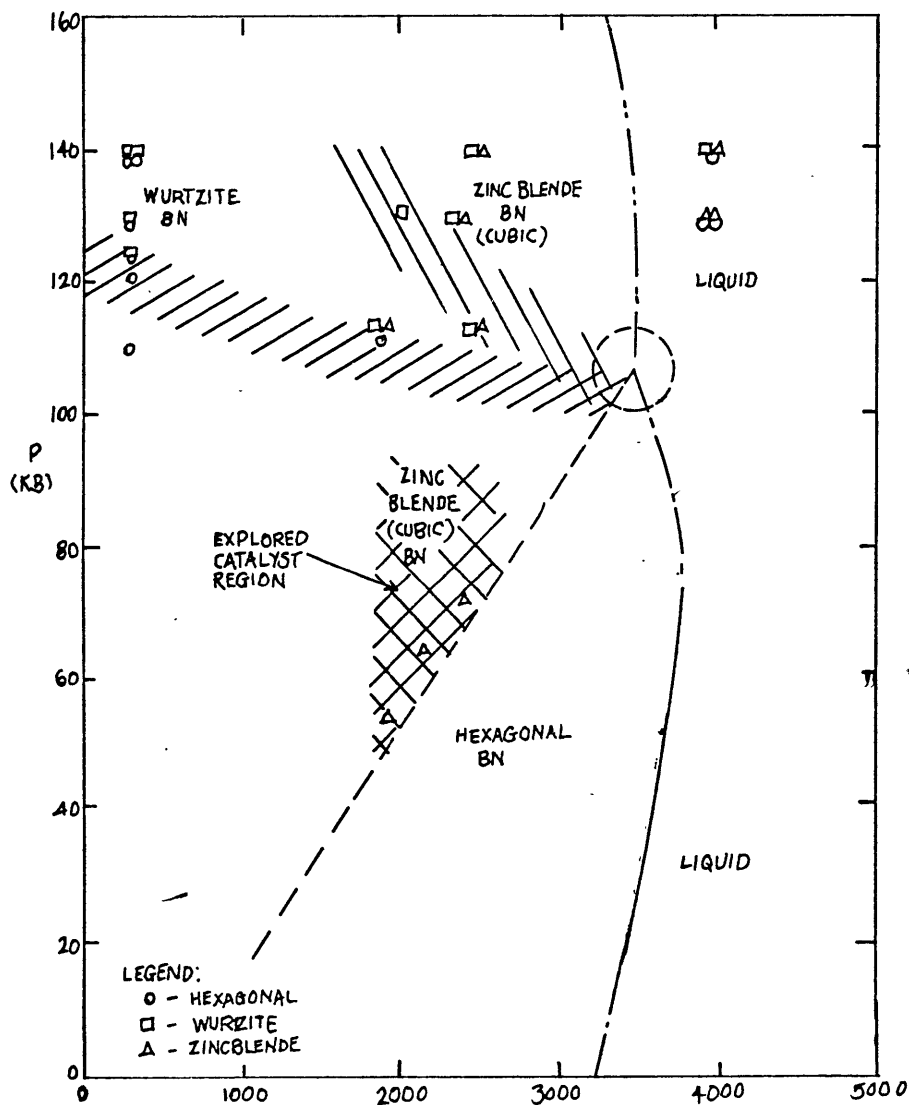 160
140
120
100
P
(KB)
80
60
40
20
0
WURTZITE
BN
ZINC BLENDE
BN
(CUBIC)
LIQUID
ZINC
BLENDE
(CUBIC)
BN
EXPLORED
CATALYST
REGION
HEXAGONAL
BN
LIQUID
LEGEND:
O - HEXAGONAL
□ - WURZITE
△ - ZINCBLENDE
0
1000
2000
3000
4000
5000